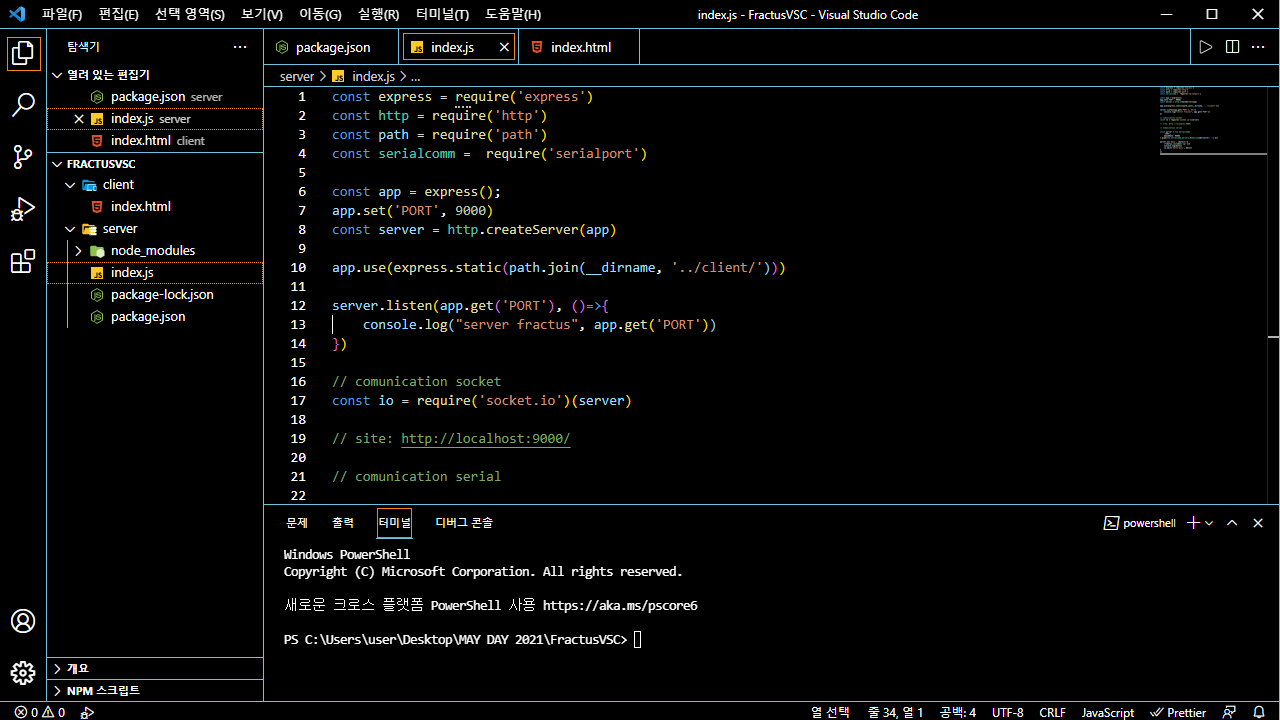 파일(F) 편집(E) 선택 영역(S) 보기(V) 이동(G) 실행(R) 터미널(T) 도움말(H) index.js - FractusVSC - Visual Studio Code
탐색기
열려 있는 편집기
package.json server
index.js server
index.html client
FRACTUSVSC
client
index.html
server
node_modules
index.js
package-lock.json
package.json
개요
NPM 스크립트
package.json index.js index.html
server > index.js > ...
1 const express = require('express')
2 const http = require('http')
3 const path = require('path')
4 const serialcomm =  require('serialport')
5
6 const app = express();
7 app.set('PORT', 9000)
8 const server = http.createServer(app)
9
10 app.use(express.static(path.join(__dirname, '../client/')))
11
12 server.listen(app.get('PORT'), ()=>{
13     console.log("server fractus", app.get('PORT'))
14 })
15
16 // comunication socket
17 const io = require('socket.io')(server)
18
19 // site: http://localhost:9000/
20
21 // comunication serial
22
문제 출력 터미널 디버그 콘솔 powershell
Windows PowerShell
Copyright (C) Microsoft Corporation. All rights reserved.
새로운 크로스 플랫폼 PowerShell 사용 https://aka.ms/pscore6
PS C:\Users\user\Desktop\MAY DAY 2021\FractusVSC>
0 0 열 선택 줄 34, 열 1 공백: 4 UTF-8 CRLF JavaScript Prettier